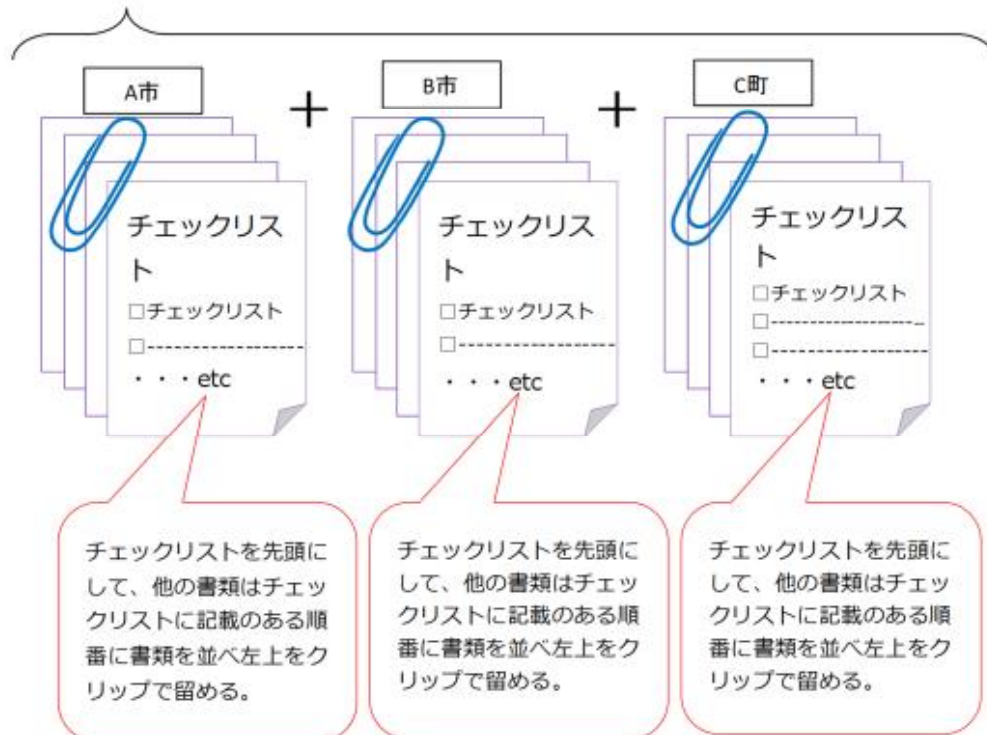 A市
+
B市
+
C町
チェックリス
ト
□チェックリスト
□-----------------
・・・etc
チェックリス
ト
□チェックリスト
□-----------------
・・・etc
チェックリス
ト
□チェックリスト
□-----------------
□-----------------
・・・etc
チェックリストを先頭に
して、他の書類はチェッ
クリストに記載のある順
番に書類を並べ左上をク
リップで留める。
チェックリストを先頭に
して、他の書類はチェッ
クリストに記載のある順
番に書類を並べ左上をク
リップで留める。
チェックリストを先頭に
して、他の書類はチェッ
クリストに記載のある順
番に書類を並べ左上をク
リップで留める。